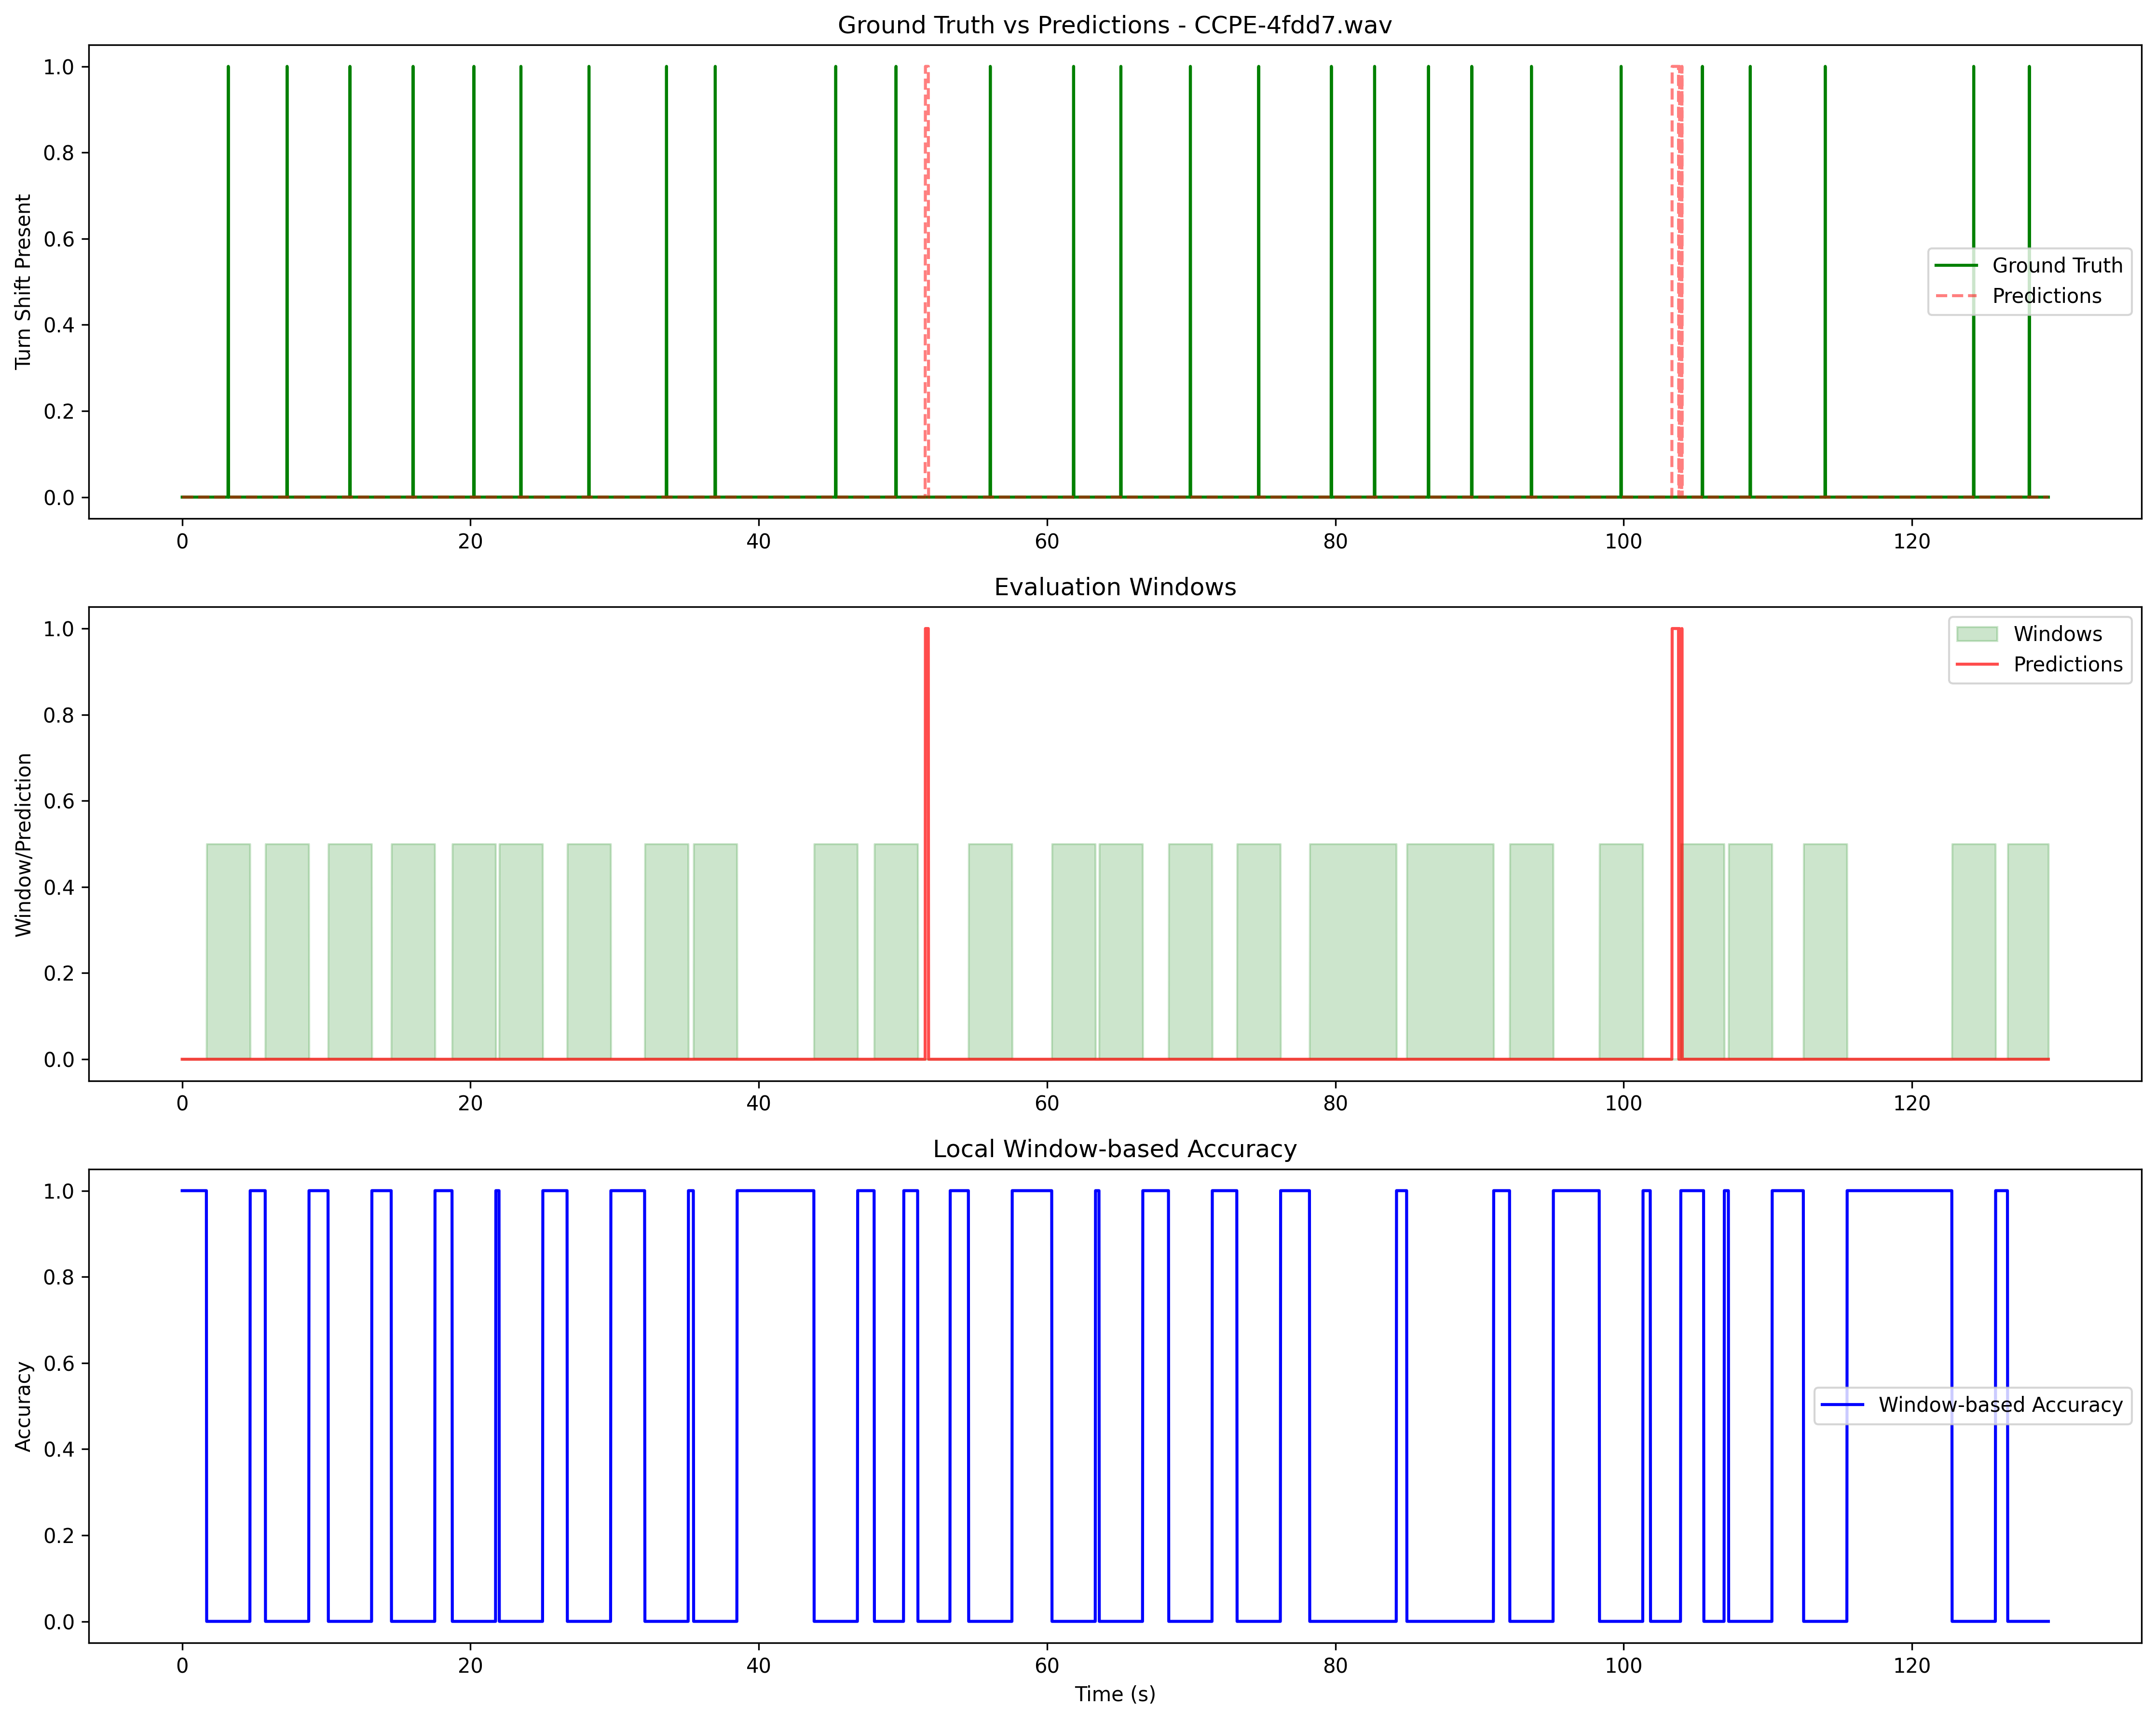 Ground Truth vs Predictions - CCPE-4fdd7.wav
Turn Shift Present
1.0
0.8
0.6
0.4
0.2
0.0
Ground Truth
Predictions
0 20 40 60 80 100 120
Evaluation Windows
Window/Prediction
1.0
0.8
0.6
0.4
0.2
0.0
Windows
Predictions
0 20 40 60 80 100 120
Local Window-based Accuracy
Accuracy
1.0
0.8
0.6
0.4
0.2
0.0
Window-based Accuracy
0 20 40 60 80 100 120
Time (s)